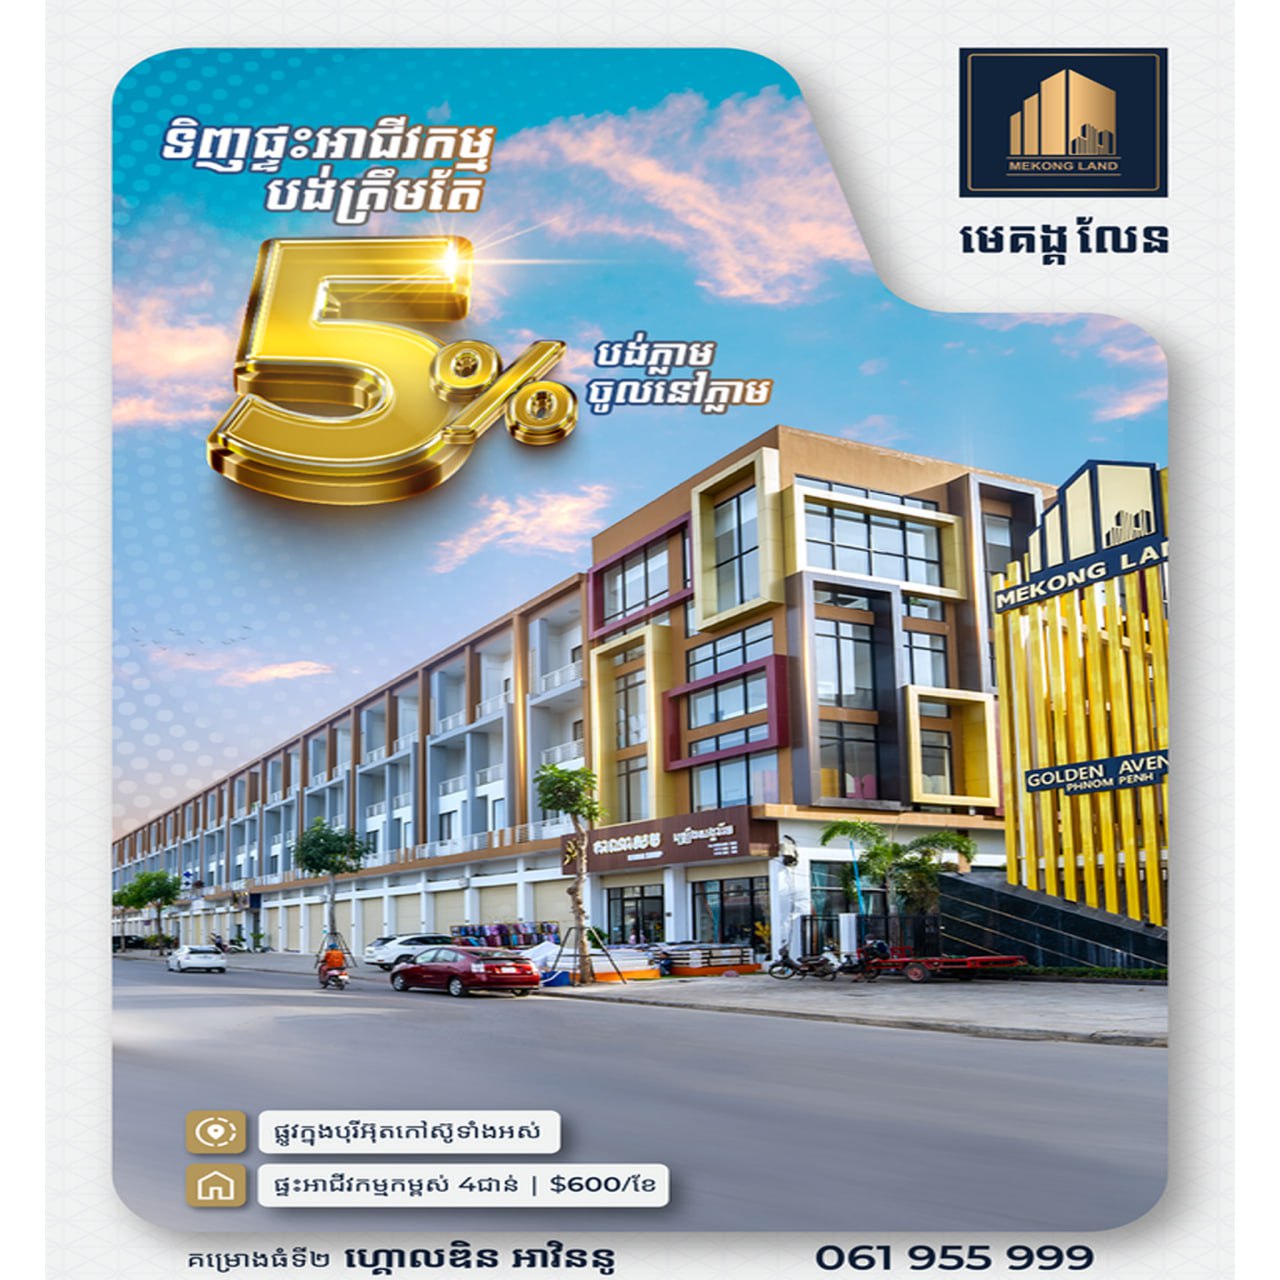 ទិញផ្ទះអាជីវកម្ម
បង់ត្រឹមតែ
5%
បង់ភ្លាម
ចូលនៅភ្លាម
MEKONG LAND
មេគង្គ លែន
MEKONG LA
GOLDEN AVEN
PHNOM PENH
ផ្លូវក្នុងបុរីអ៊ុតកៅស៊ូទាំងអស់
ផ្ទះអាជីវកម្មកម្ពស់ 4ជាន់ | $600/ខែ
គម្រោងធំទី២ ហ្គោលឌិន អាវិននូ
061 955 999